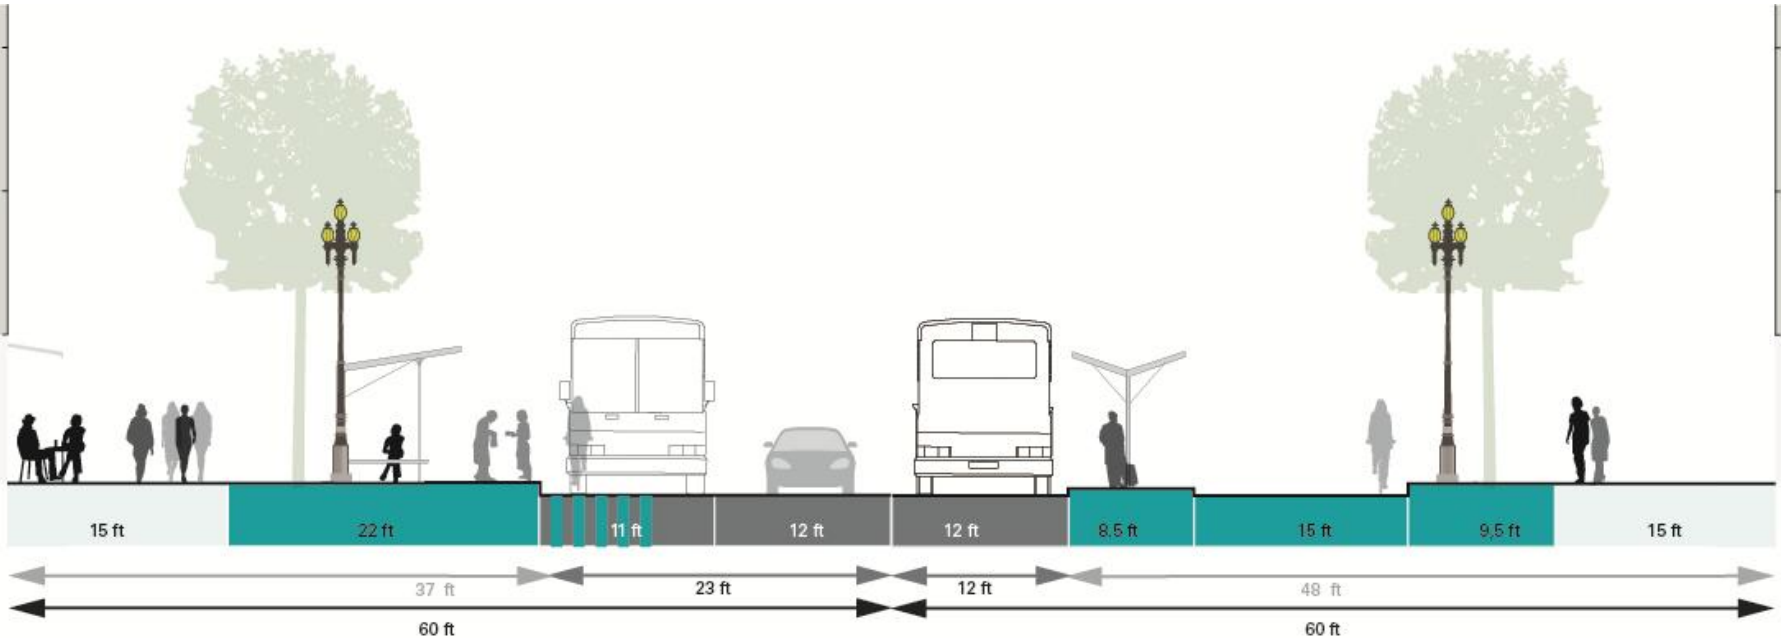 15 ft 22 ft 11 ft 12 ft 12 ft 8.5 ft 15 ft 9,5 ft 15 ft
37 ft 23 ft 12 ft 48 ft
60 ft 60 ft